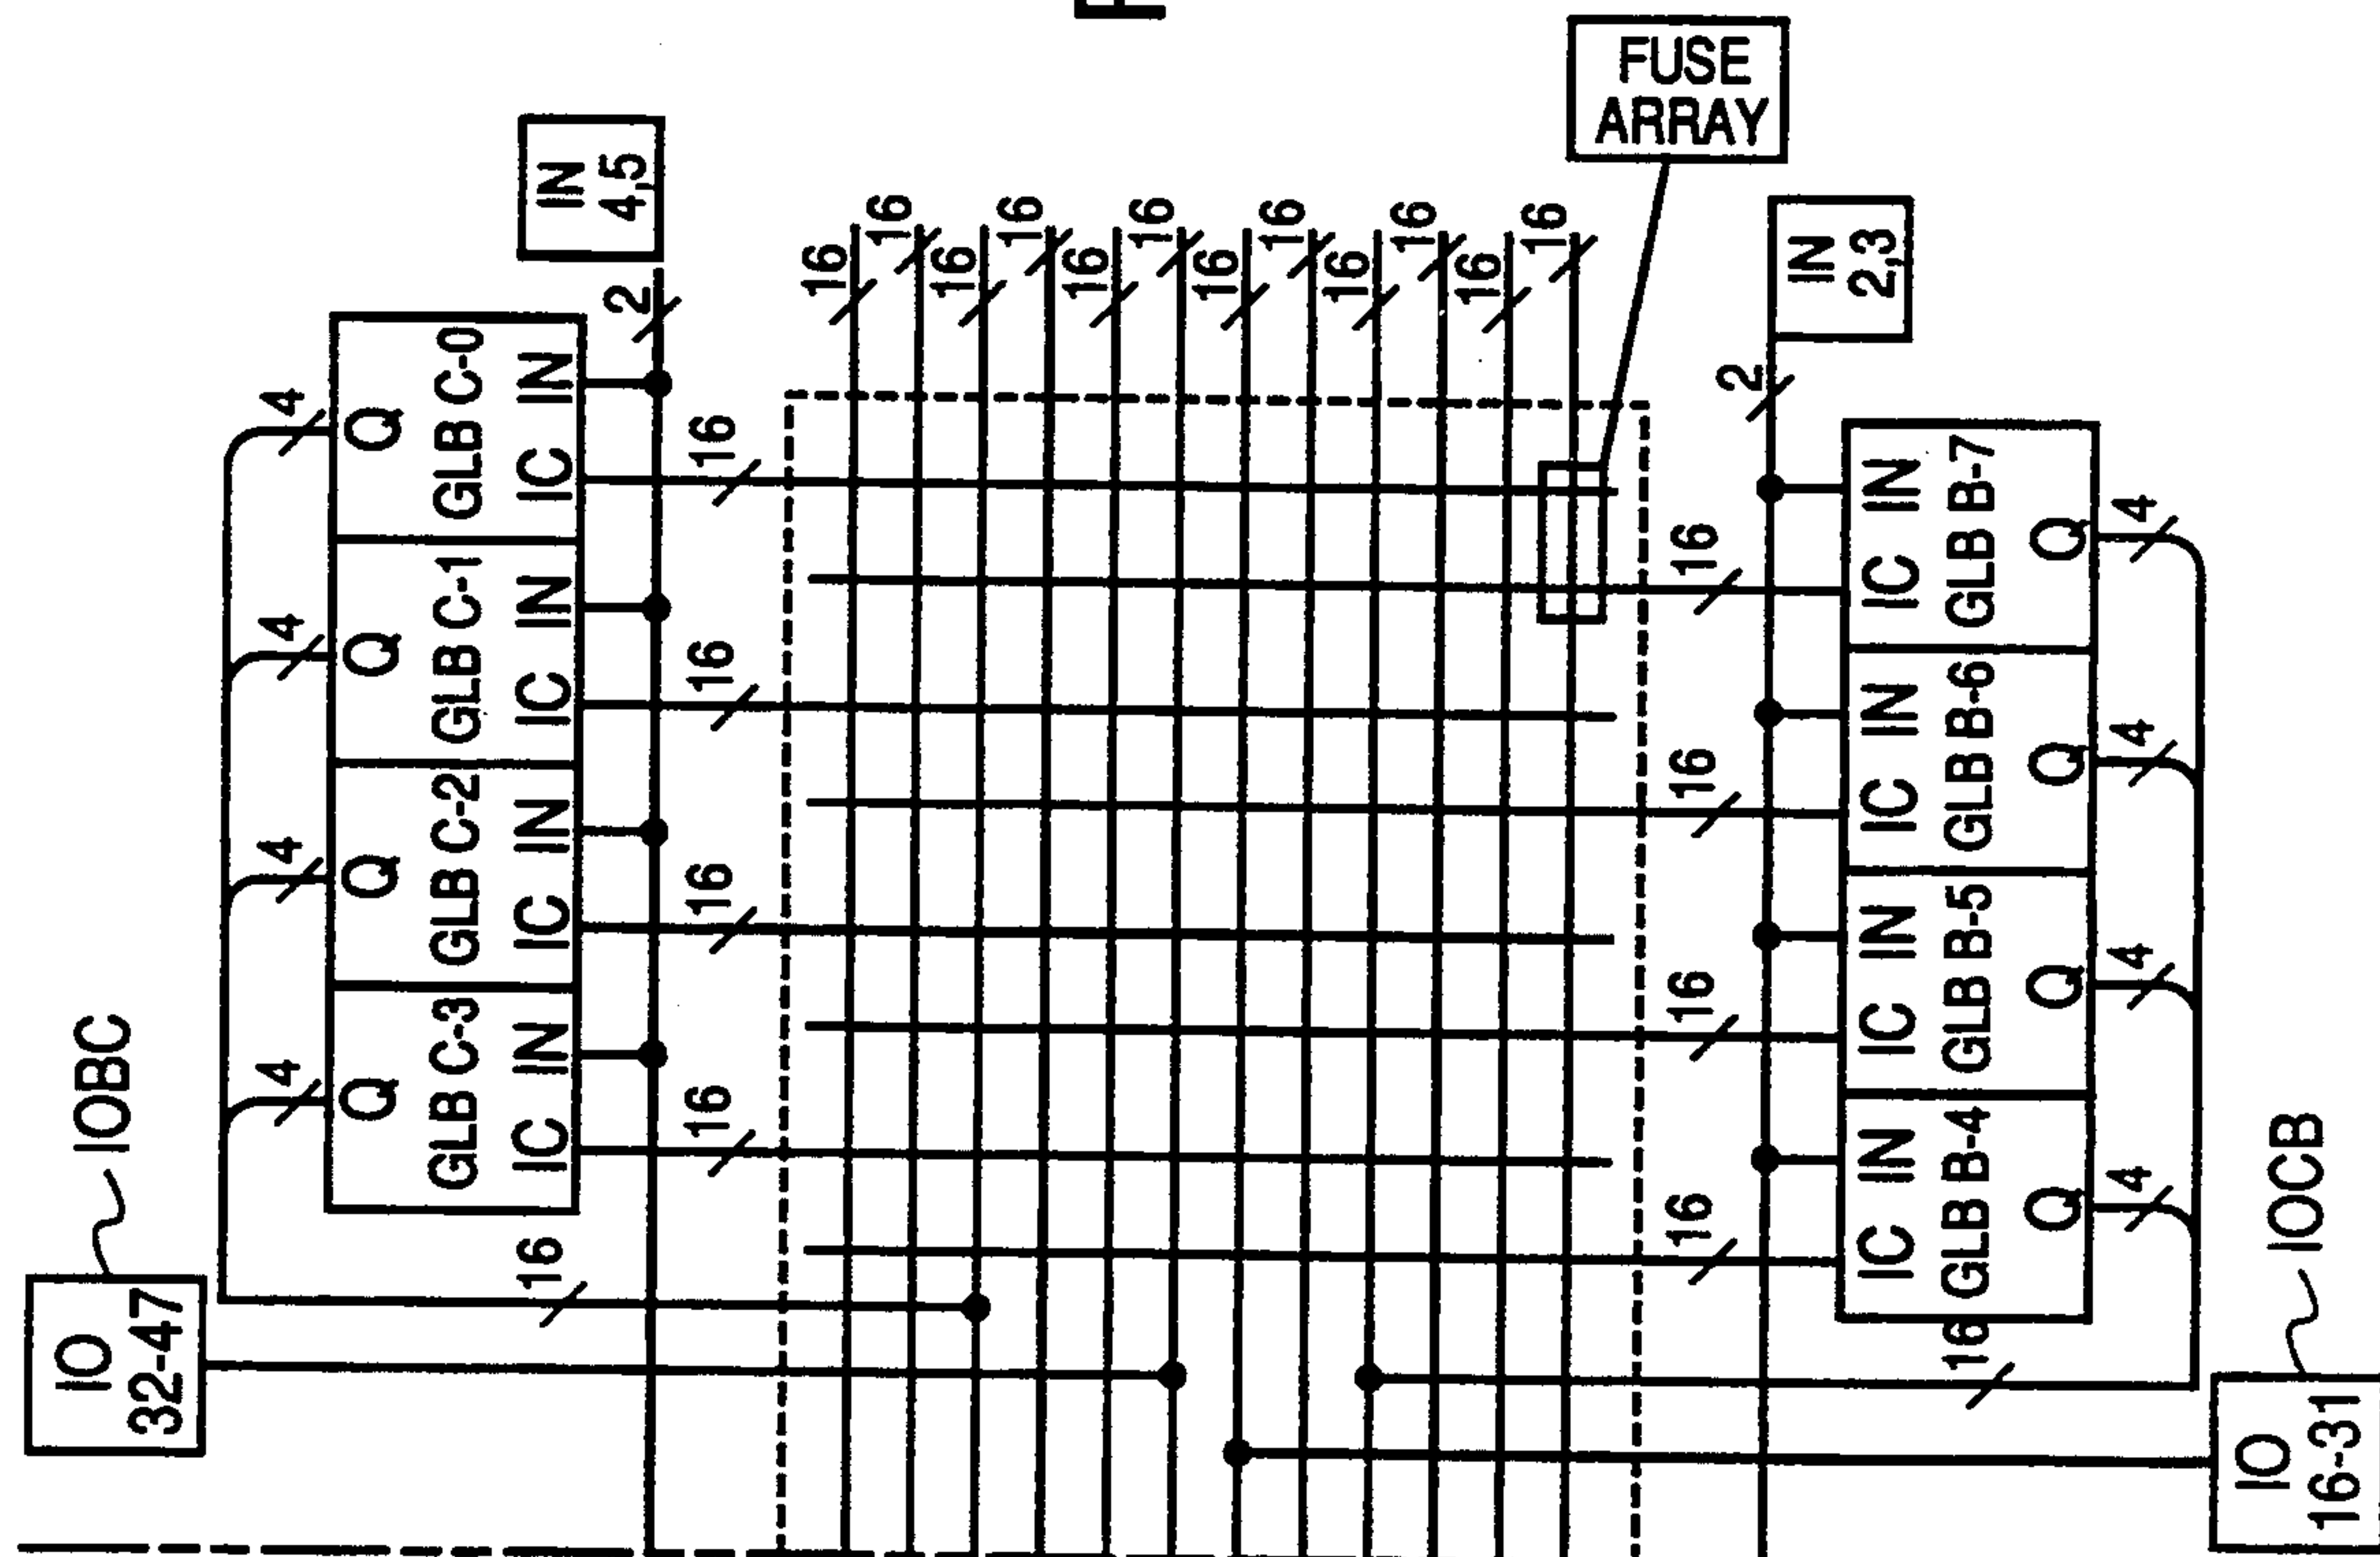 FUSE
ARRAY
IN
4,5
IN
2,3
16
16
16
16
16
16
16
16
16
16
16
16
2
2
4
Q
GLB C-0
IC IN
16
4
Q
GLB C-1
IC IN
16
4
Q
GLB C-2
IC IN
16
4
Q
GLB C-3
IC IN
16
16
IOBC
IO
32-47
16
IC IN
GLB B-7
Q
4
16
IC IN
GLB B-6
Q
4
16
IC IN
GLB B-5
Q
4
16
IC IN
GLB B-4
Q
4
16
IOCB
IO
16-31